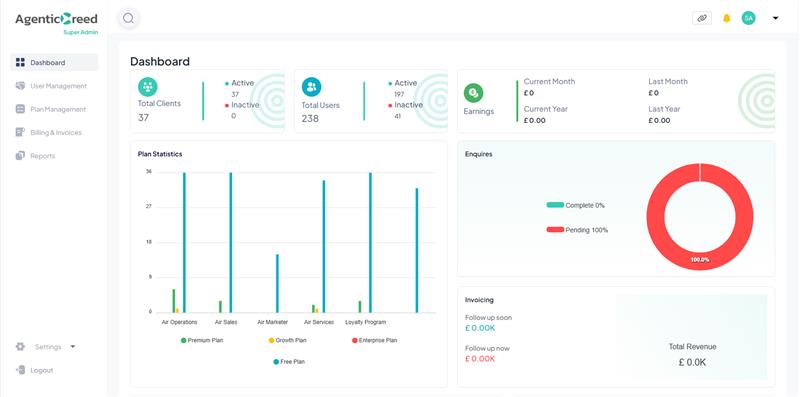 AgenticCreed
Super Admin
SA
Dashboard
User Management
Plan Management
Billing & Invoices
Reports
Settings
Logout
Dashboard
Total Clients
37
Active
37
Inactive
0
Total Users
238
Active
197
Inactive
41
Earnings
Current Month
£ 0
Last Month
£ 0
Current Year
£ 0.00
Last Year
£ 0.00
Plan Statistics
36
27
18
9
0
Air Operations Air Sales Air Marketer Air Services Loyalty Program
Premium Plan Growth Plan Enterprise Plan
Free Plan
Enquires
Complete 0%
Pending 100%
100.0%
Invoicing
Follow up soon
£ 0.00K
Follow up now
£ 0.00K
Total Revenue
£ 0.0K